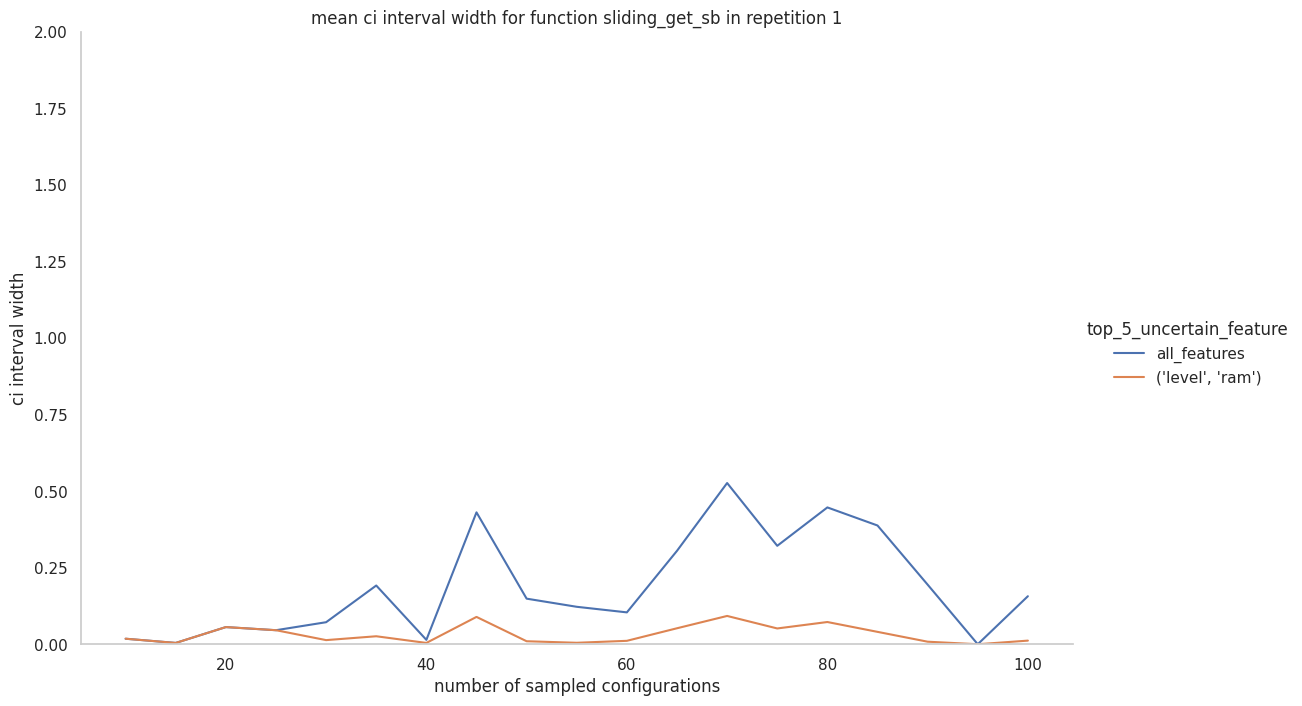 mean ci interval width for function sliding_get_sb in repetition 1
2.00
1.75
1.50
1.25
1.00
0.75
0.50
0.25
0.00
ci interval width
20
40
60
80
100
number of sampled configurations
top_5_uncertain_feature
all_features
('level', 'ram')